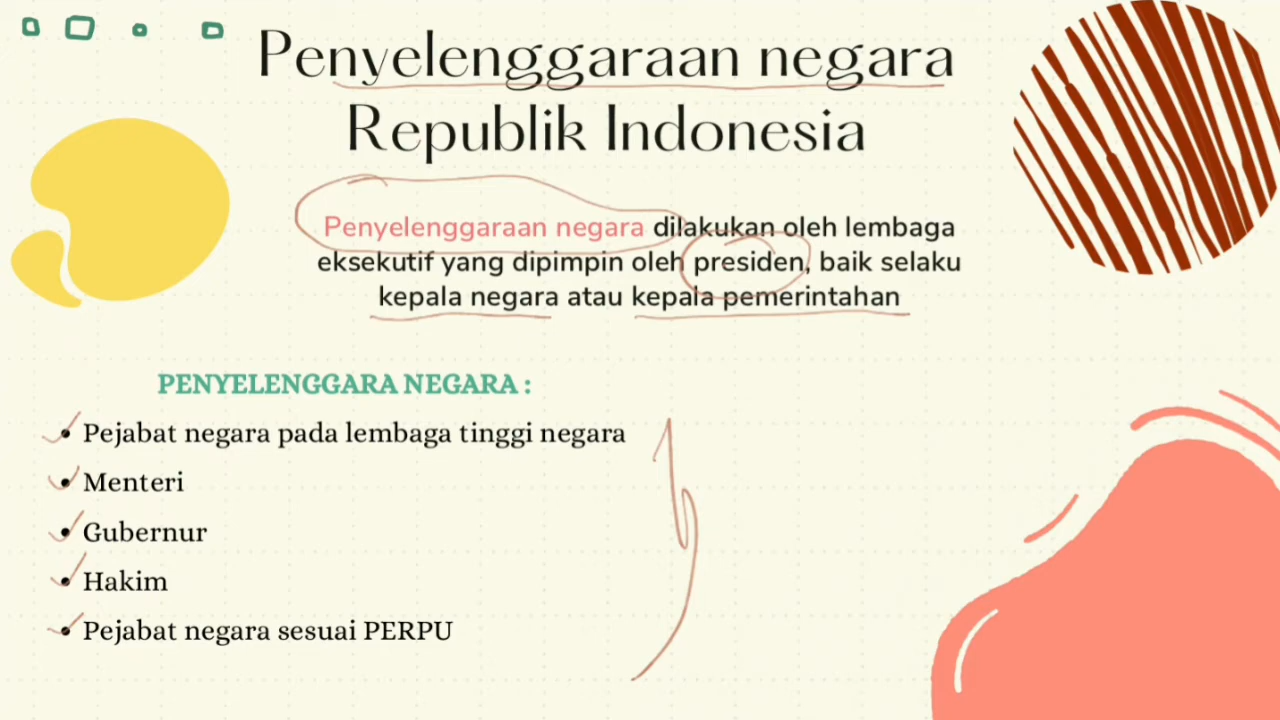 Penyelenggaraan negara
Republik Indonesia
Penyelenggaraan negara dilakukan oleh lembaga
eksekutif yang dipimpin oleh presiden, baik selaku
kepala negara atau kepala pemerintahan
PENYELENGGARA NEGARA :
• Pejabat negara pada lembaga tinggi negara
• Menteri
• Gubernur
• Hakim
• Pejabat negara sesuai PERPU